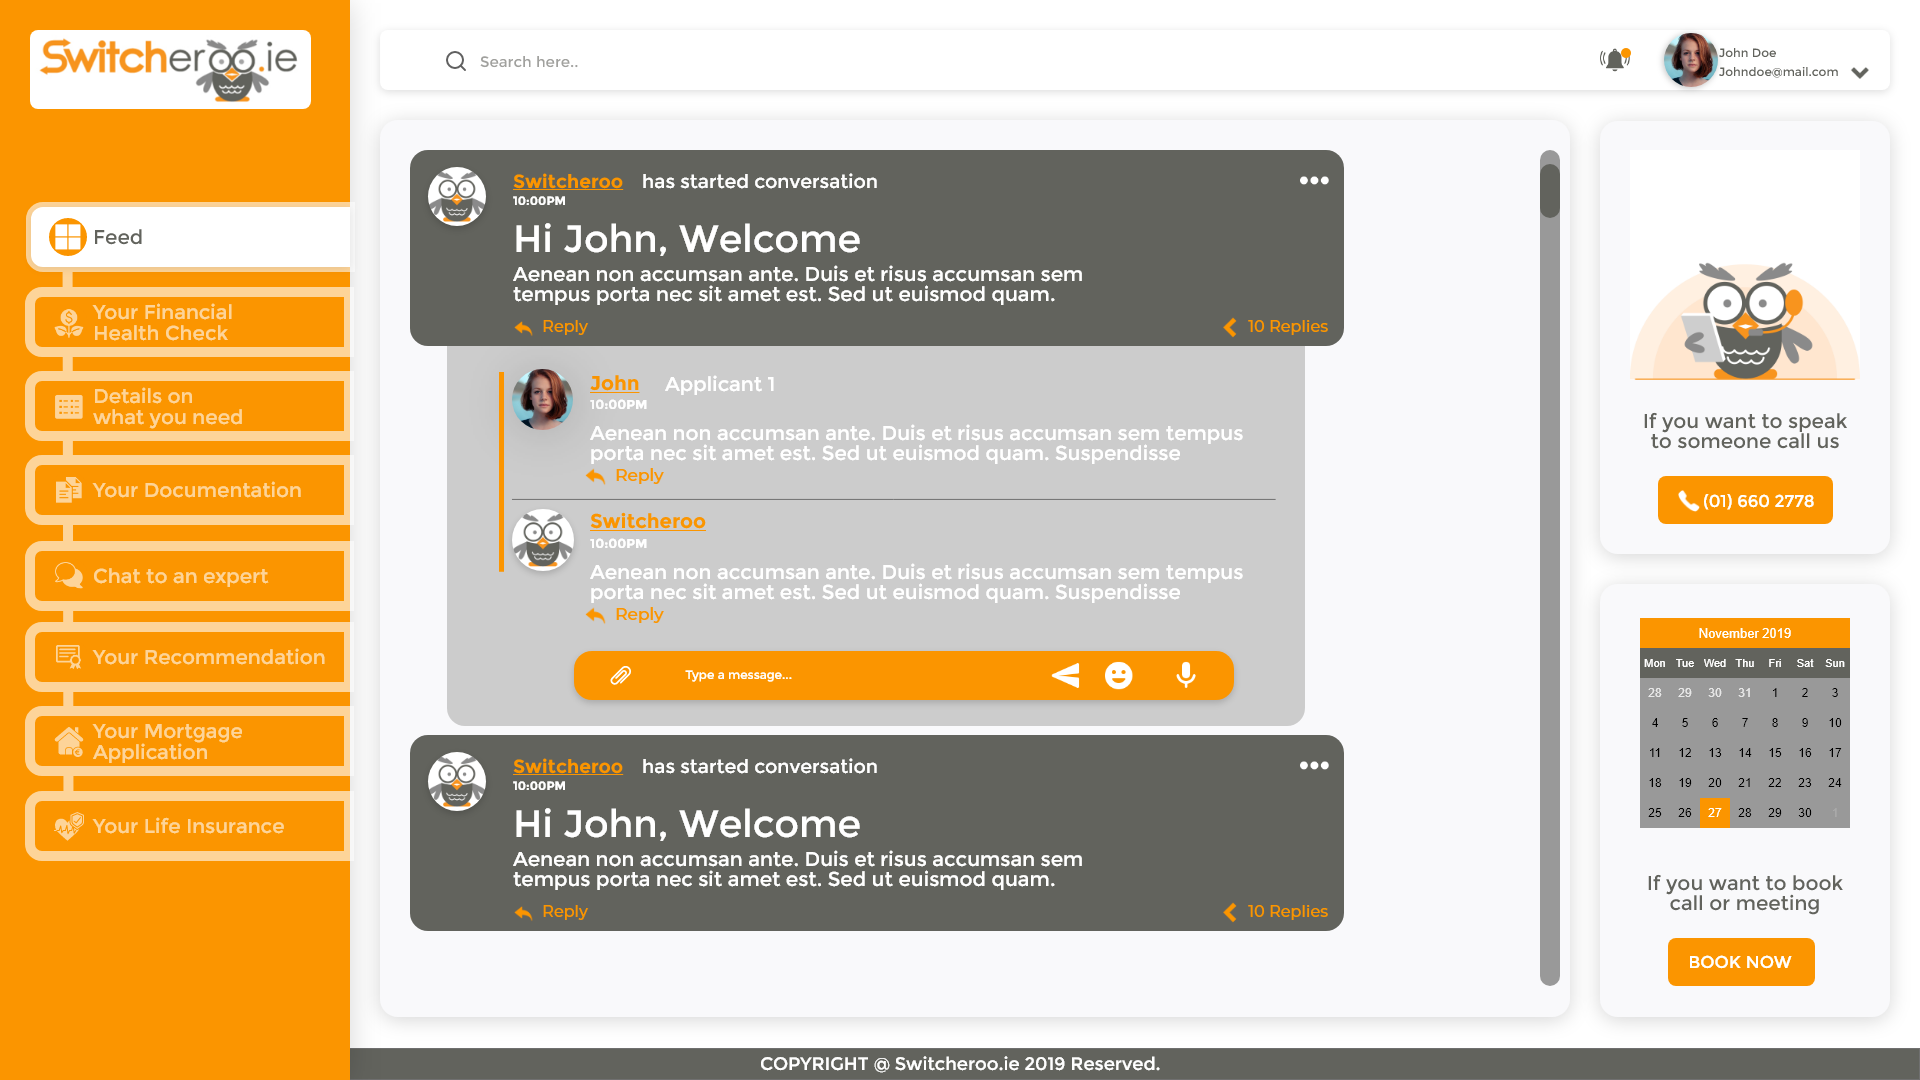 Switcheroo.ie
Search here..
John Doe
Johndoe@mail.com
Feed
Your Financial
Health Check
Details on
what you need
Your Documentation
Chat to an expert
Your Recommendation
Your Mortgage
Application
Your Life Insurance
Switcheroo has started conversation
10:00PM
Hi John, Welcome
Aenean non accumsan ante. Duis et risus accumsan sem
tempus porta nec sit amet est. Sed ut euismod quam.
Reply
10 Replies
John Applicant 1
10:00PM
Aenean non accumsan ante. Duis et risus accumsan sem tempus
porta nec sit amet est. Sed ut euismod quam. Suspendisse
Reply
Switcheroo
10:00PM
Aenean non accumsan ante. Duis et risus accumsan sem tempus
porta nec sit amet est. Sed ut euismod quam. Suspendisse
Reply
Type a message...
Switcheroo has started conversation
10:00PM
Hi John, Welcome
Aenean non accumsan ante. Duis et risus accumsan sem
tempus porta nec sit amet est. Sed ut euismod quam.
Reply
10 Replies
If you want to speak
to someone call us
(01) 660 2778
November 2019
Mon Tue Wed Thu Fri Sat Sun
28 29 30 31 1 2 3
4 5 6 7 8 9 10
11 12 13 14 15 16 17
18 19 20 21 22 23 24
25 26 27 28 29 30 1
If you want to book
call or meeting
BOOK NOW
COPYRIGHT @ Switcheroo.ie 2019 Reserved.